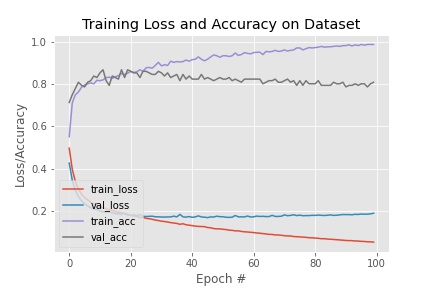 Training Loss and Accuracy on Dataset
1.0
0.8
0.6
0.4
0.2
Loss/Accuracy
train_loss
val_loss
train_acc
val_acc
0 20 40 60 80 100
Epoch #